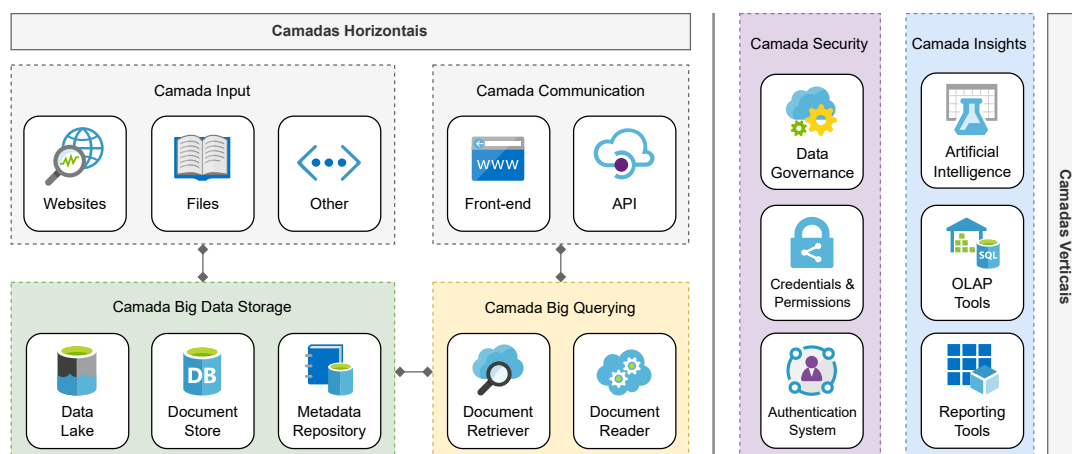 Camadas Horizontais
Camada Input
Websites
Files
Other
Camada Communication
WWW
Front-end
API
Camada Big Data Storage
Data
Lake
DB
Document
Store
Metadata
Repository
Camada Big Querying
Document
Retriever
Document
Reader
Camada Security
Data
Governance
Credentials &
Permissions
Authentication
System
Camada Insights
Artificial
Intelligence
SQL
OLAP
Tools
Reporting
Tools
Camadas Verticais